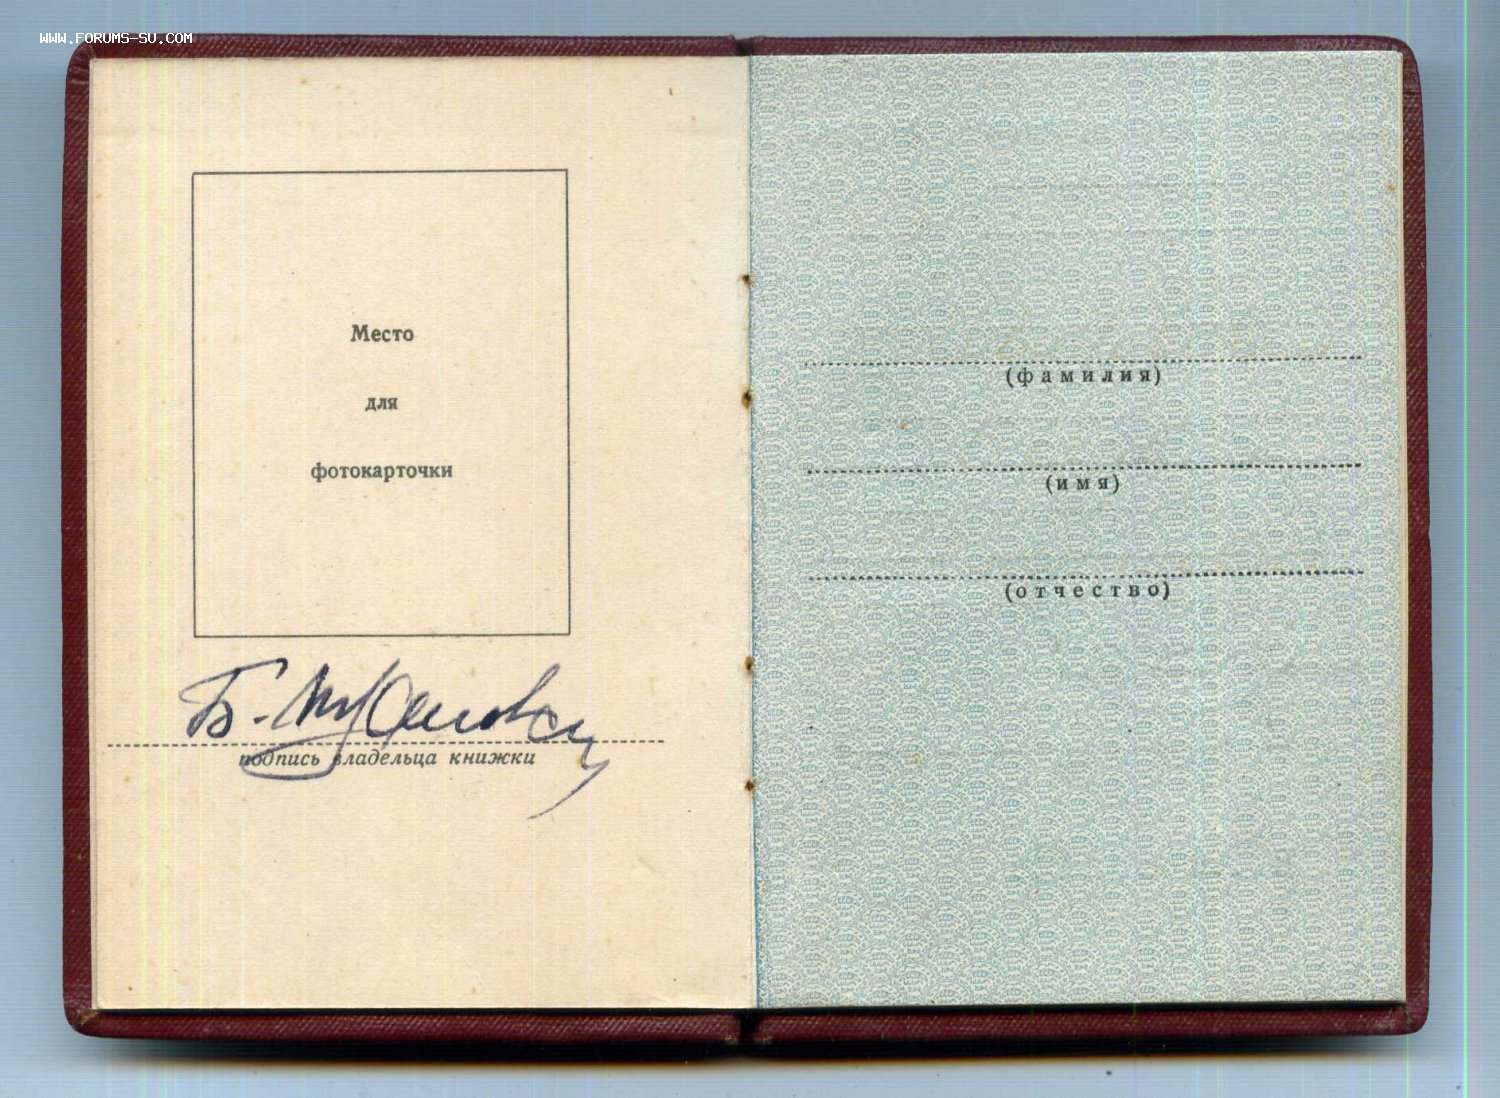 WWW.FORUMS-SU.COM
Место
для
фотокарточки
Б.
подпись владельца книжки
(фамилия)
(имя)
(отчество)